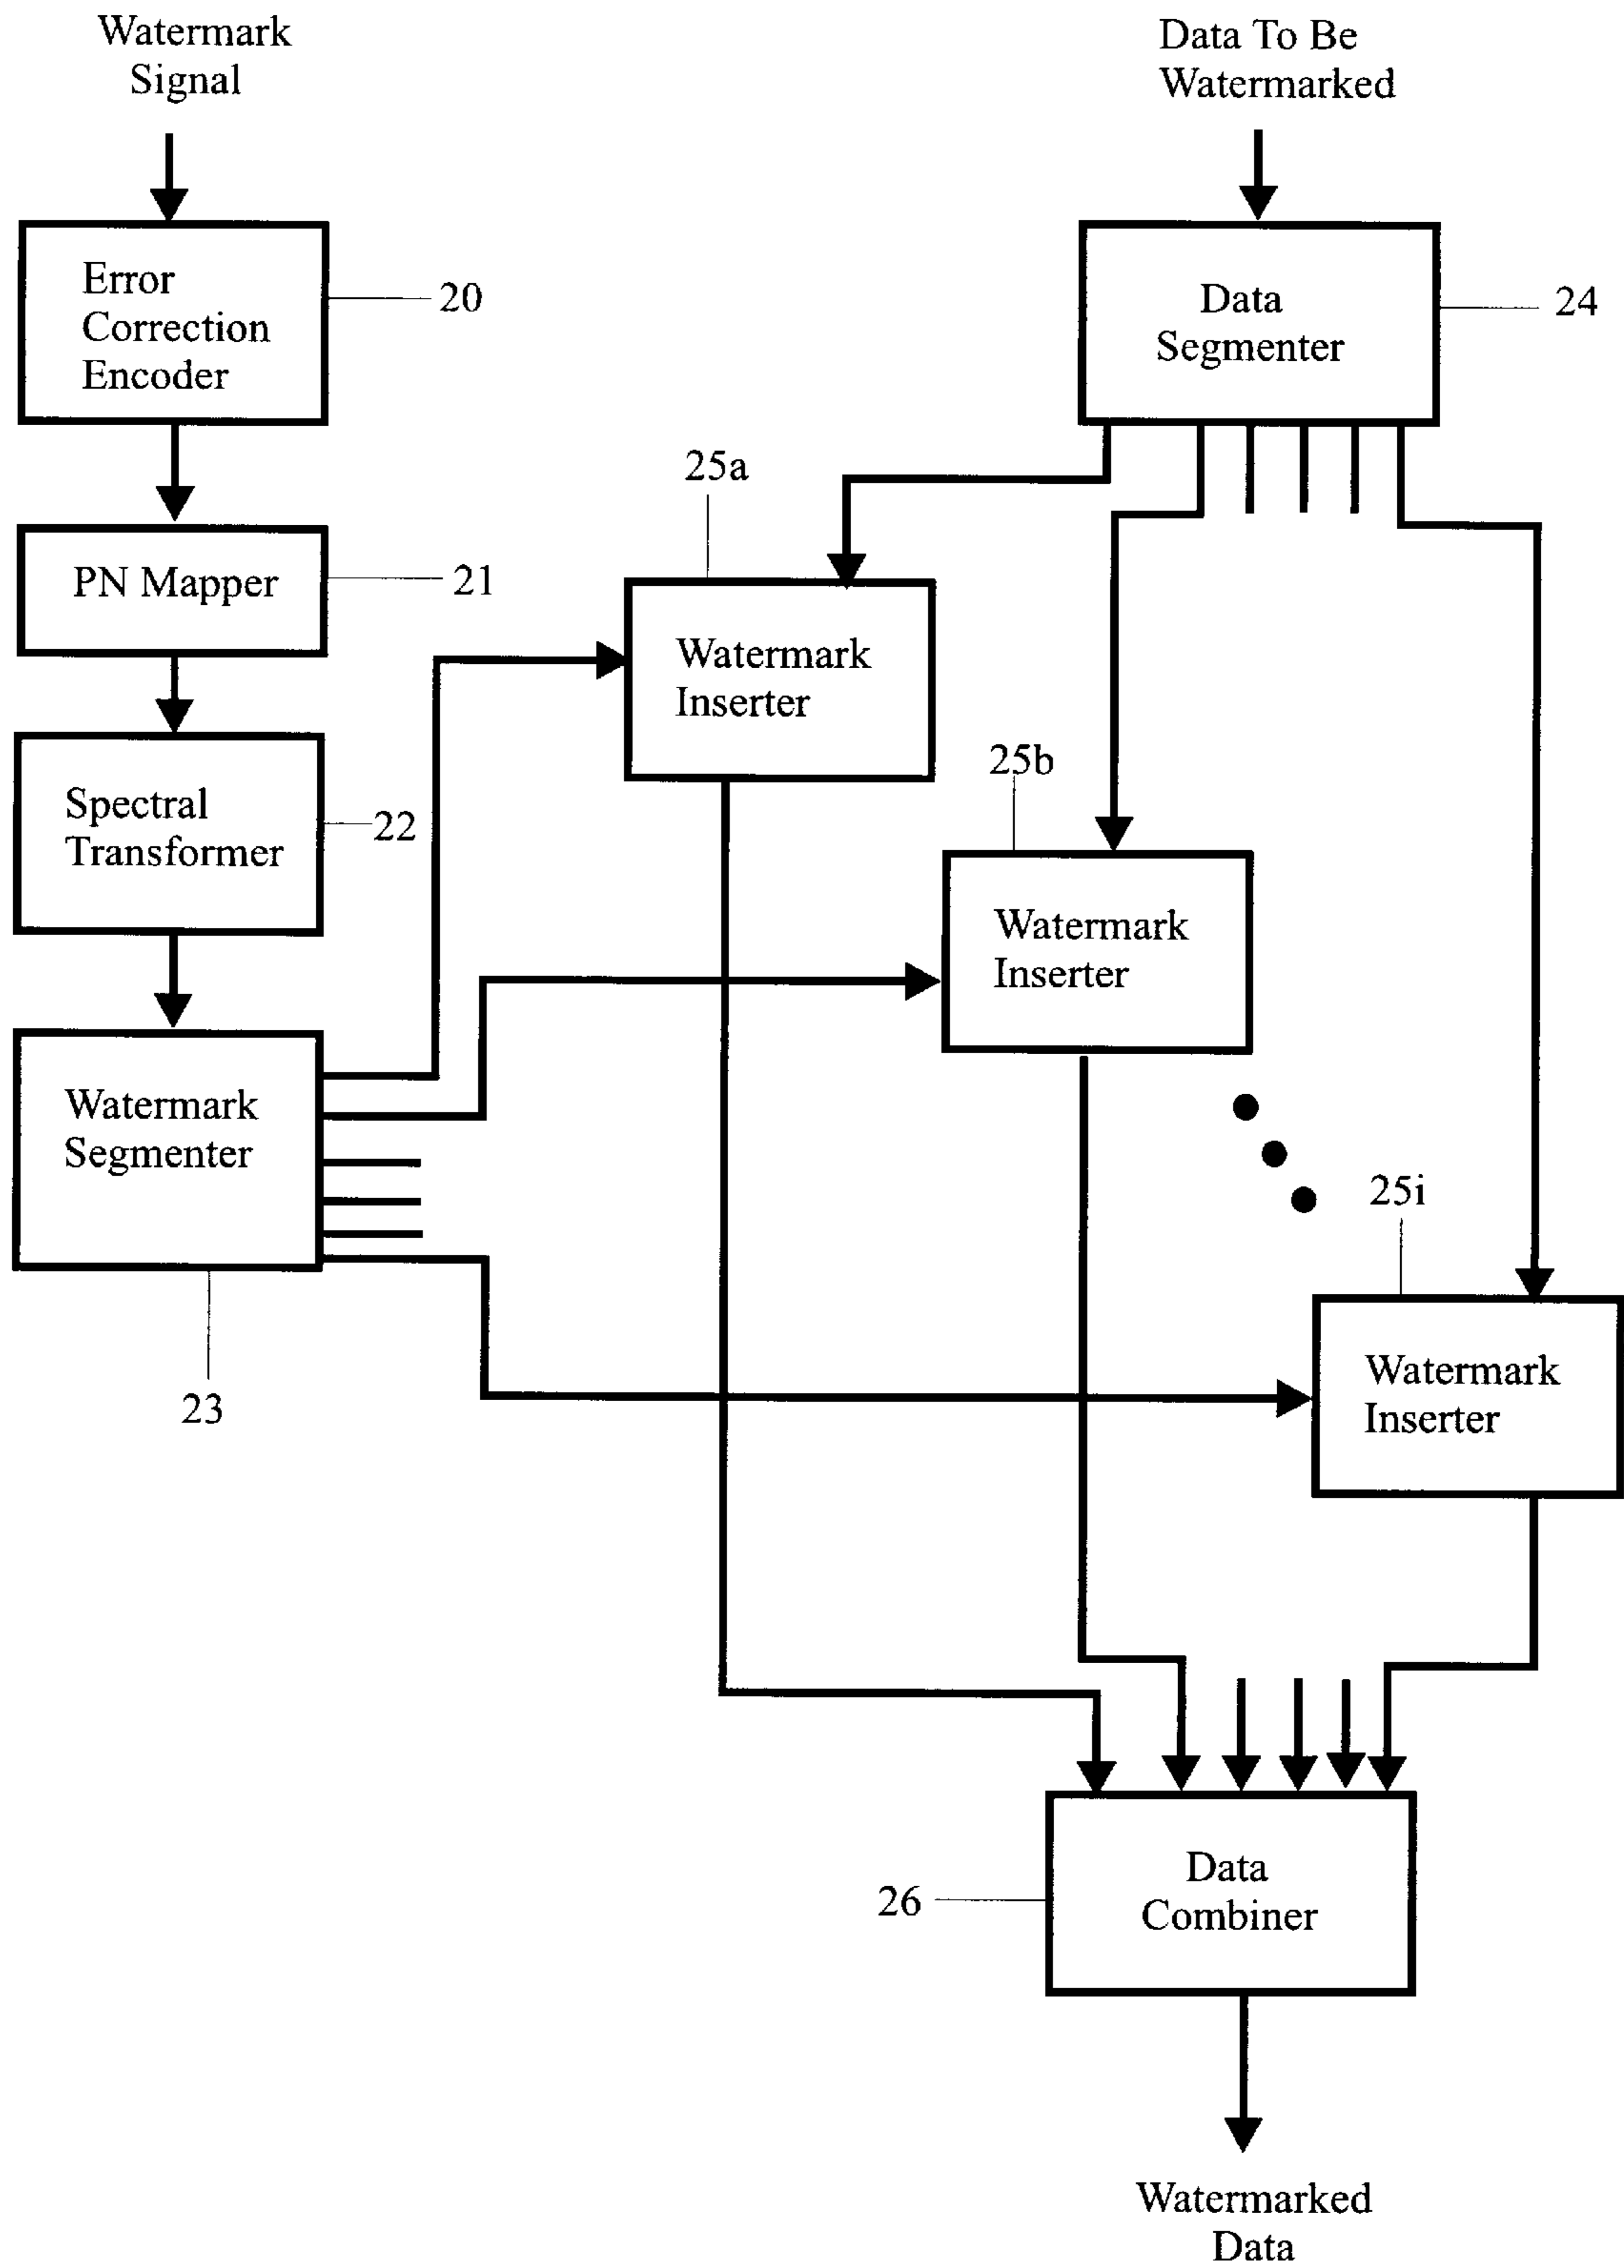 Watermark
Signal
Data To Be
Watermarked
Error
Correction
Encoder
20
Data
Segmenter
24
25a
PN Mapper
21
Watermark
Inserter
25b
Spectral
Transformer
22
Watermark
Inserter
Watermark
Segmenter
23
25i
Watermark
Inserter
Data
Combiner
26
Watermarked
Data